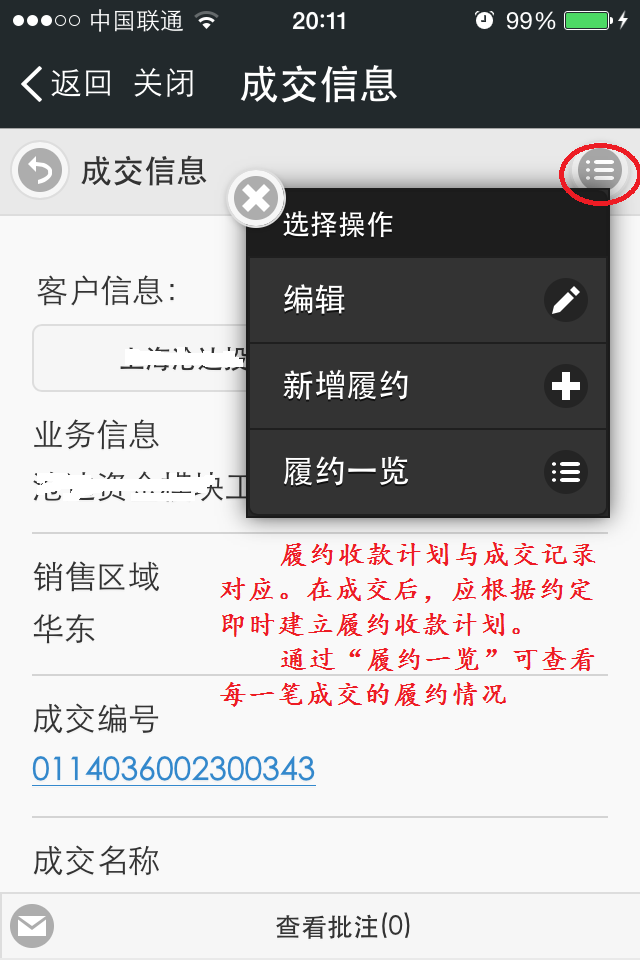 中国联通 20:11 99%
返回 关闭 成交信息
成交信息
选择操作
客户信息：
编辑
新增履约
业务信息
履约一览
履约收款计划与成交记录
对应。在成交后，应根据约定
即时建立履约收款计划。
通过“履约一览”可查看
每一笔成交的履约情况
销售区域
华东
成交编号
0114036002300343
成交名称
查看批注(0)